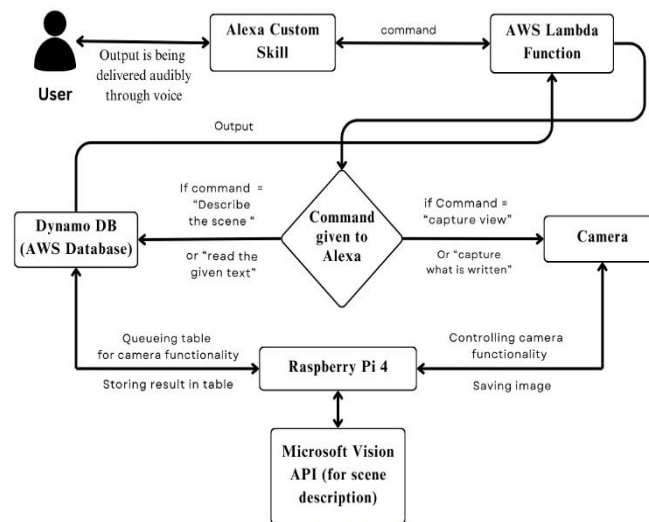 Alexa Custom
Skill
command
AWS Lambda
Function
Output is being
delivered audibly
through voice
User
Output
If command =
"Describe
the scene "
or "read the
given text"
Command
given to
Alexa
if Command =
"capture view"
Or "capture
what is written"
Dynamo DB
(AWS Database)
Camera
Queueing table
for camera functionality
Storing result in table
Raspberry Pi 4
Controlling camera
functionality
Saving image
Microsoft Vision
API (for scene
description)